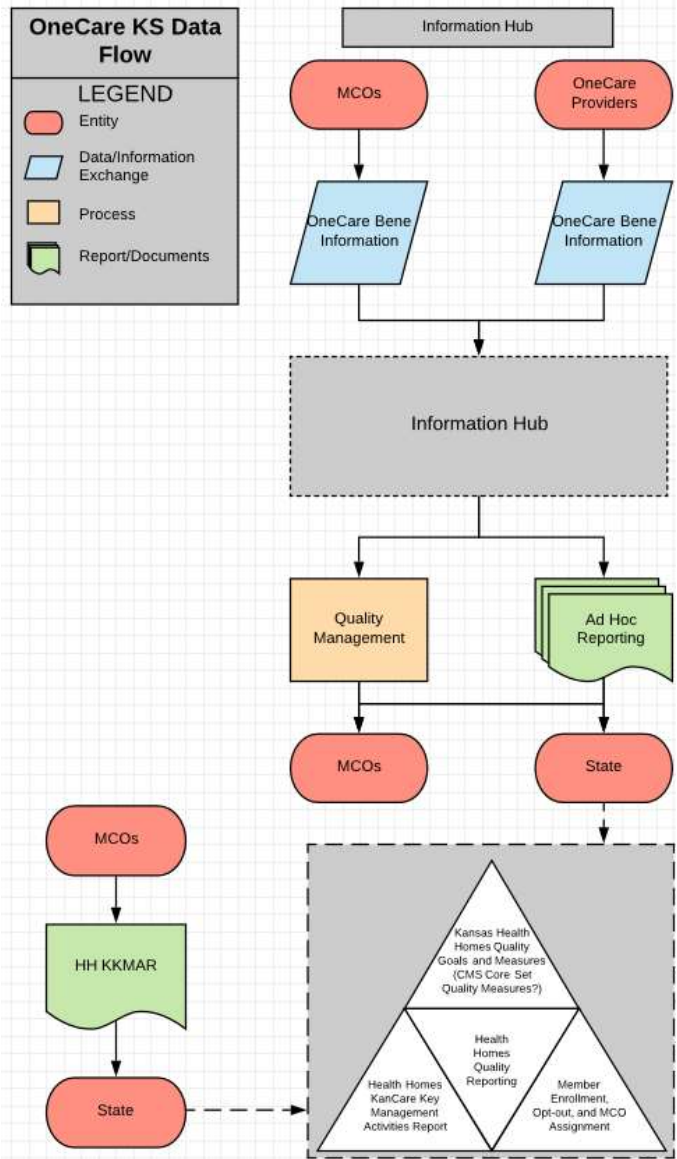 OneCare KS Data
Flow
LEGEND
Entity
Data/Information
Exchange
Process
Report/Documents
Information Hub
MCOs
OneCare
Providers
OneCare Bene
Information
OneCare Bene
Information
Information Hub
Quality
Management
Ad Hoc
Reporting
MCOs
State
MCOs
HH KKMAR
State
Kansas Health
Homes Quality
Goals and Measures
(CMS Core Set
Quality Measures?)
Health
Homes
Quality
Reporting
Health Homes
KanCare Key
Management
Activities Report
Member
Enrollment,
Opt-out, and MCO
Assignment